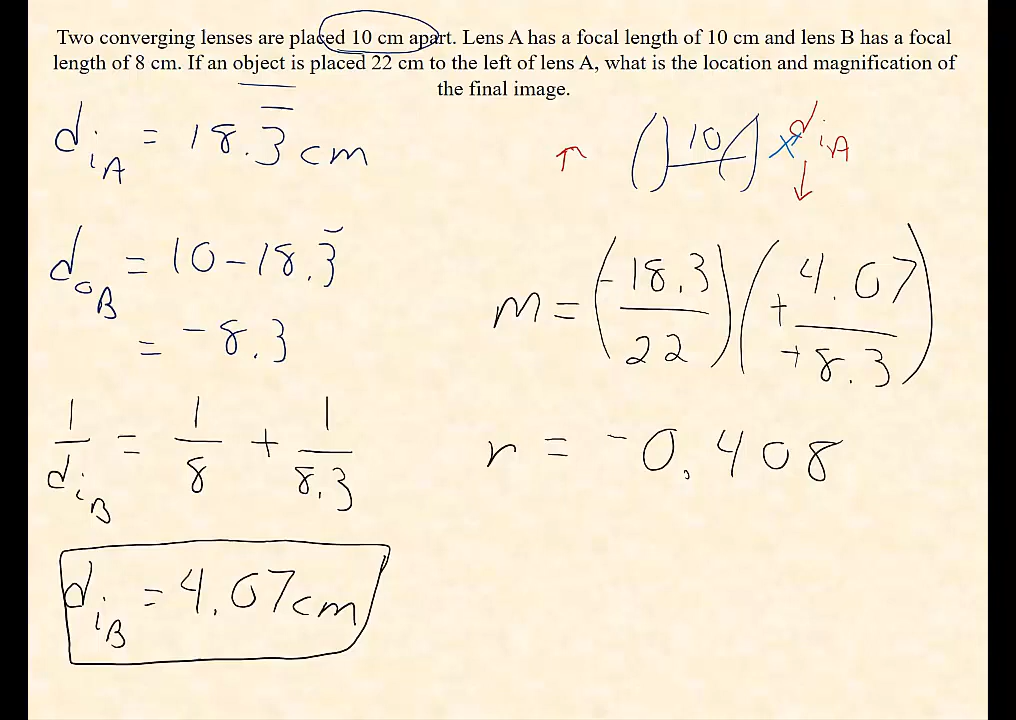 Two converging lenses are placed 10 cm apart. Lens A has a focal length of 10 cm and lens B has a focal
length of 8 cm. If an object is placed 22 cm to the left of lens A, what is the location and magnification of
the final image.
d_iA = 18.3̅ cm
↑ ( ) 10 ( ) x d_iA ↓
d_oB = 10 - 18.3̅
= -8.3
1/d_iB = 1/8 + 1/8.3
d_iB = 4.07cm
m = (-18.3/22)(+4.07/+8.3)
r = -0.408